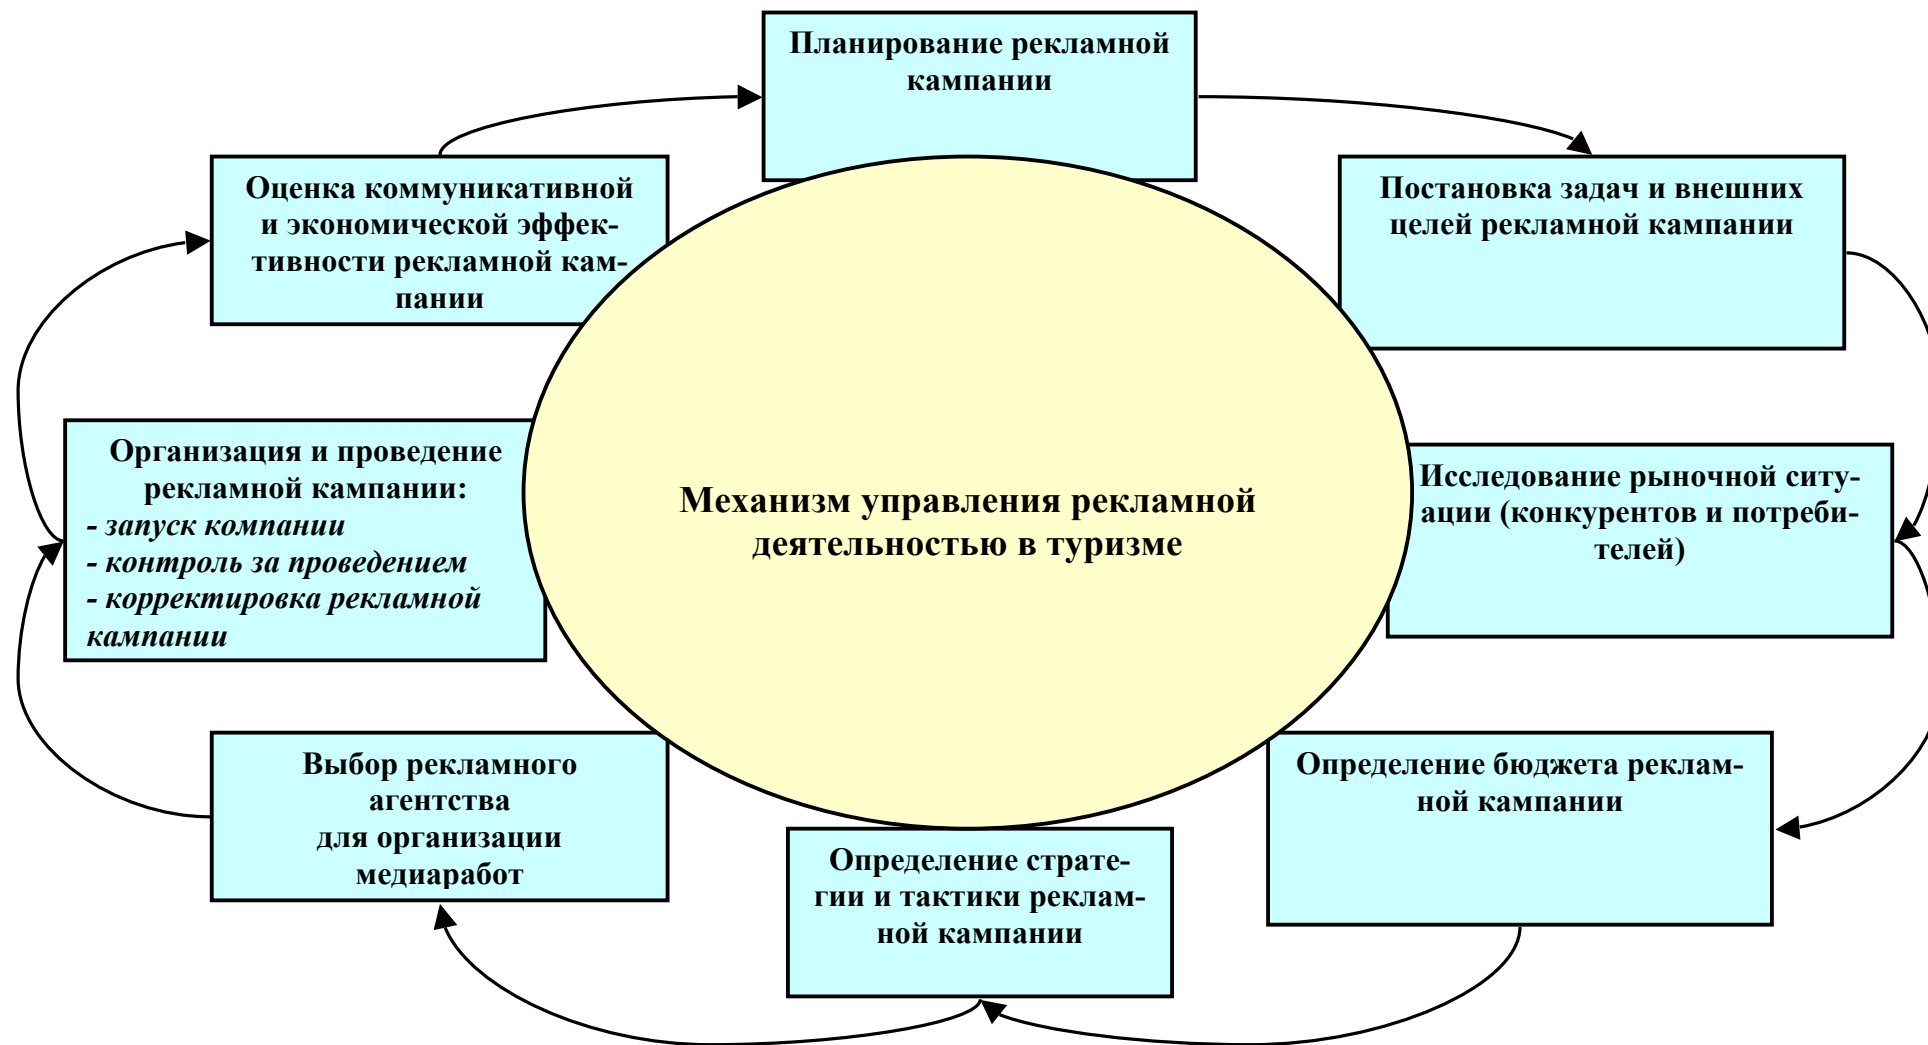 Планирование рекламной
кампании
Постановка задач и внешних
целей рекламной кампании
Исследование рыночной ситу-
ации (конкурентов и потреби-
телей)
Определение бюджета реклам-
ной кампании
Определение страте-
гии и тактики реклам-
ной кампании
Выбор рекламного
агентства
для организации
медиаработ
Организация и проведение
рекламной кампании:
- запуск компании
- контроль за проведением
- корректировка рекламной
кампании
Оценка коммуникативной
и экономической эффек-
тивности рекламной кам-
пании
Механизм управления рекламной
деятельностью в туризме